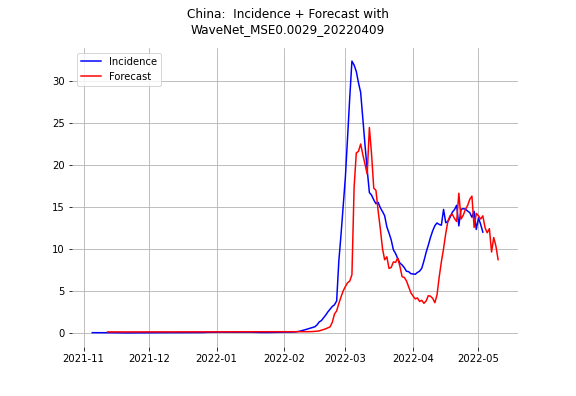 China:  Incidence + Forecast with
WaveNet_MSE0.0029_20220409
Incidence
Forecast
30
25
20
15
10
5
0
2021-11 2021-12 2022-01 2022-02 2022-03 2022-04 2022-05